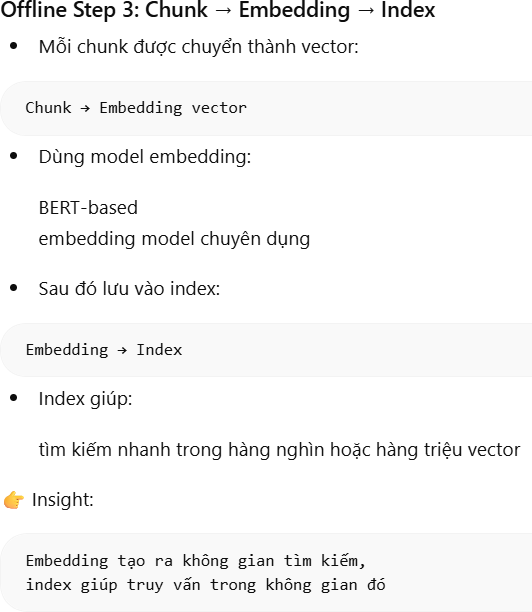 Offline Step 3: Chunk → Embedding → Index
• Mỗi chunk được chuyển thành vector:
Chunk → Embedding vector
• Dùng model embedding:
BERT-based
embedding model chuyên dụng
• Sau đó lưu vào index:
Embedding → Index
• Index giúp:
tìm kiếm nhanh trong hàng nghìn hoặc hàng triệu vector
👉 Insight:
Embedding tạo ra không gian tìm kiếm,
index giúp truy vấn trong không gian đó